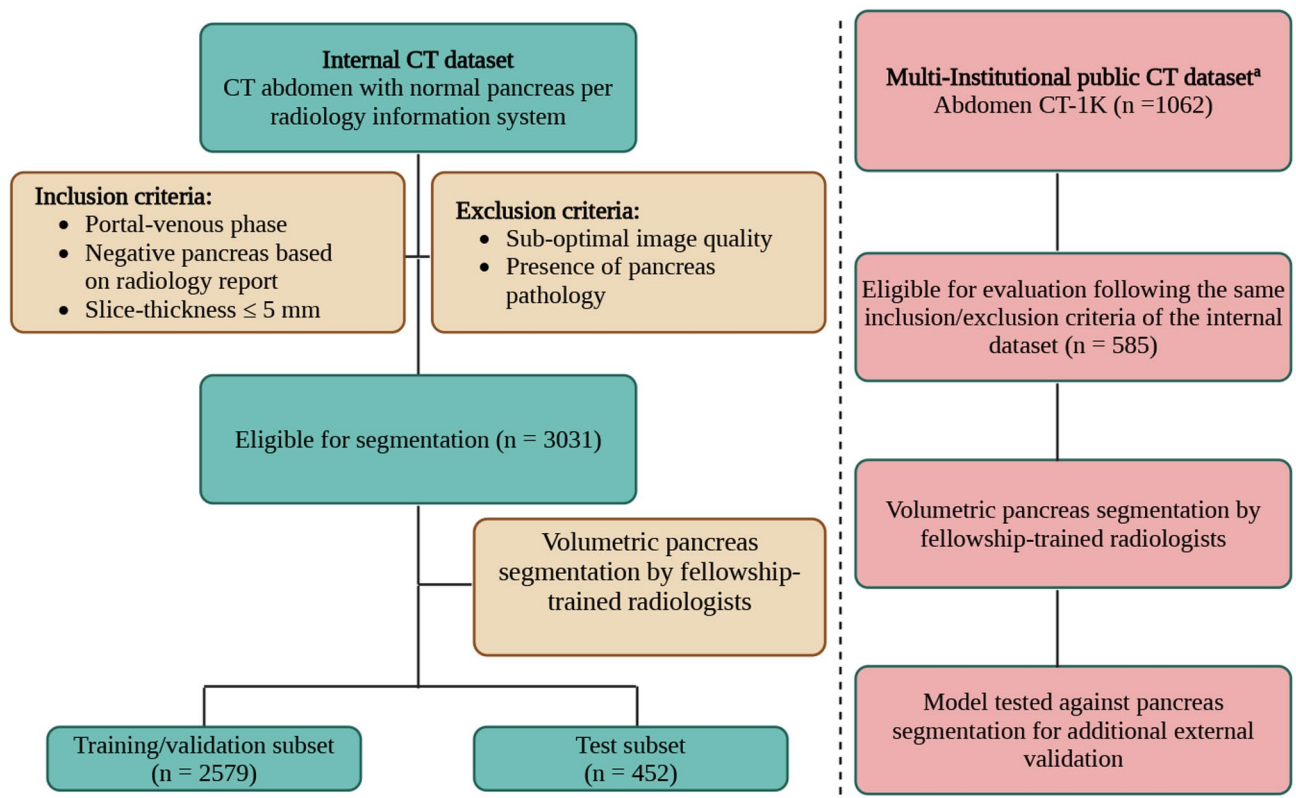 Internal CT dataset
CT abdomen with normal pancreas per
radiology information system
Inclusion criteria:
• Portal-venous phase
• Negative pancreas based
on radiology report
• Slice-thickness ≤ 5 mm
Exclusion criteria:
• Sub-optimal image quality
• Presence of pancreas
pathology
Eligible for segmentation (n = 3031)
Volumetric pancreas
segmentation by fellowship-
trained radiologists
Training/validation subset
(n = 2579)
Test subset
(n = 452)
Multi-Institutional public CT datasetᵃ
Abdomen CT-1K (n =1062)
Eligible for evaluation following the same
inclusion/exclusion criteria of the internal
dataset (n = 585)
Volumetric pancreas segmentation by
fellowship-trained radiologists
Model tested against pancreas
segmentation for additional external
validation